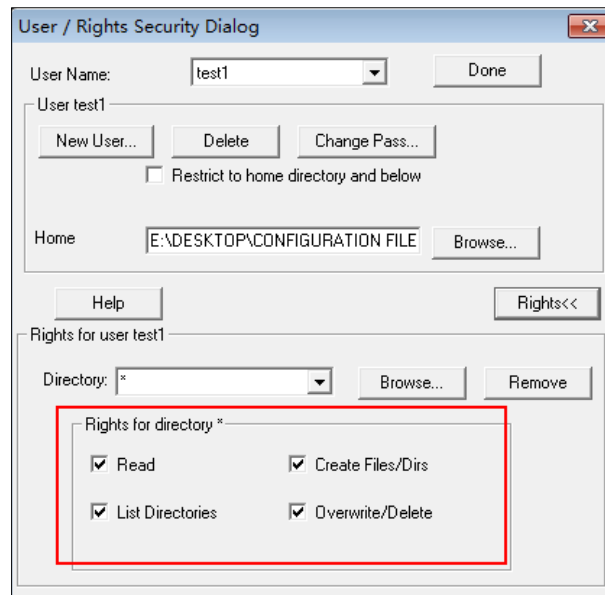 User / Rights Security Dialog
User Name: test1 Done
User test1
New User... Delete Change Pass...
Restrict to home directory and below
Home E:\DESKTOP\CONFIGURATION FILE Browse...
Help Rights<<
Rights for user test1
Directory: * Browse... Remove
Rights for directory *
Read Create Files/Dirs
List Directories Overwrite/Delete